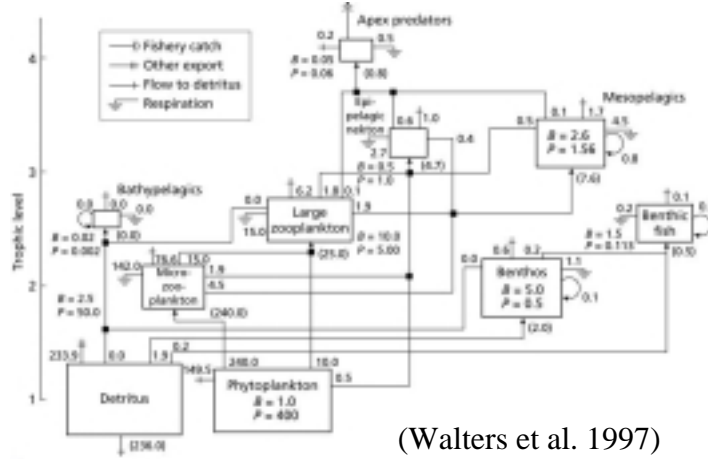 Apex predators
Fishery catch
Other export
Flow to detritus
Respiration
4
3
2
1
Trophic level
0.2
0.5
B = 0.05
P = 0.06
(0.8)
Epi-
pelagic
nekton
0.6
1.0
0.4
2.7
(4.7)
B = 0.5
P = 1.0
Mesopelagics
0.1
1.7
0.5
4.5
B = 2.6
P = 1.56
0.8
(7.6)
Bathypelagics
0.0
0.0
0.0
(0.0)
B = 0.02
P = 0.002
0.0
6.2
1.8
0.1
Large
zooplankton
1.9
15.0
B = 10.0
P = 5.00
(25.0)
0.1
0.2
Benthic
fish
B = 1.5
P = 0.115
(0.5)
142.0
76.6
15.0
Micro-
zoo-
plankton
1.9
4.5
B = 2.5
P = 50.0
(240.0)
0.0
0.6
0.2
1.1
Benthos
B = 5.0
P = 0.5
0.1
(2.0)
233.9
0.0
1.9
0.2
Detritus
(236.0)
149.5
240.0
10.0
0.5
Phytoplankton
B = 1.0
P = 400
(Walters et al. 1997)